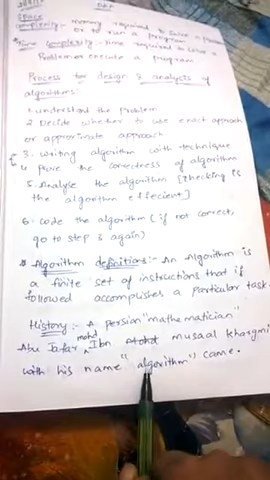 DAA
Space
complexity:- memory required to solve a problem
or to run a program
* Time complexity:- Time required to solve a
Problem or execute a program
Process for design & analysis of
algorithms:
1. understand the problem
2 Decide whether to use exact approach
or approximate approach
3. writing algorithm with technique
4 Prove the correctness of algorithm
5. Analyse the algorithm [checking is
the algorithm effecient]
6. code the algorithm (if not correct,
go to step 3 again)
Algorithm definitions:- An Algorithm is
a finite set of instructions that if
followed accomplishes a particular task.
History:- A persian "mathematician"
Abu Jafar mohd Ibn musaal khargmi
with his name "algorithm" came.